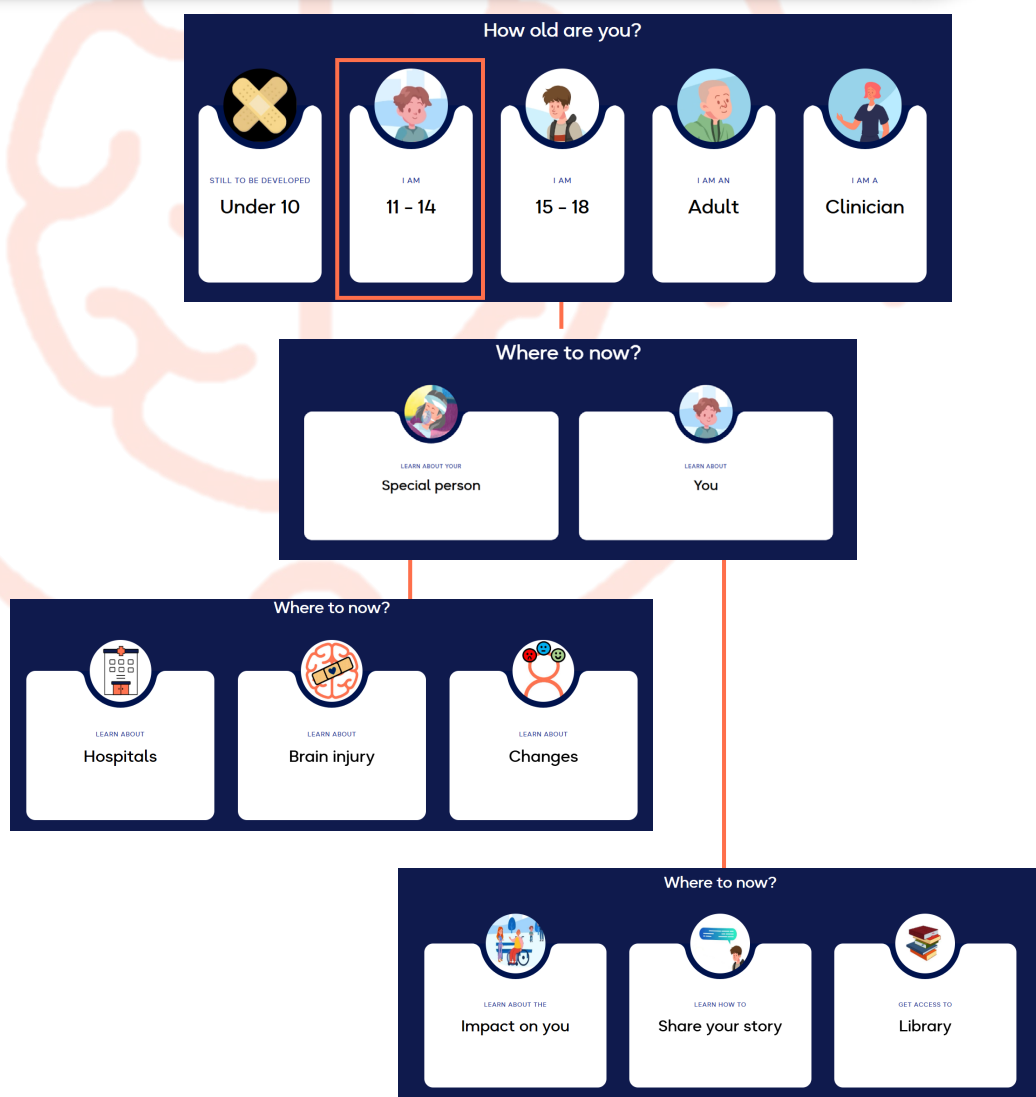 How old are you?
STILL TO BE DEVELOPED
Under 10
I AM
11 - 14
I AM
15 - 18
I AM AN
Adult
I AM A
Clinician
Where to now?
LEARN ABOUT YOUR
Special person
LEARN ABOUT
You
Where to now?
LEARN ABOUT
Hospitals
LEARN ABOUT
Brain injury
LEARN ABOUT
Changes
Where to now?
LEARN ABOUT THE
Impact on you
LEARN HOW TO
Share your story
GET ACCESS TO
Library